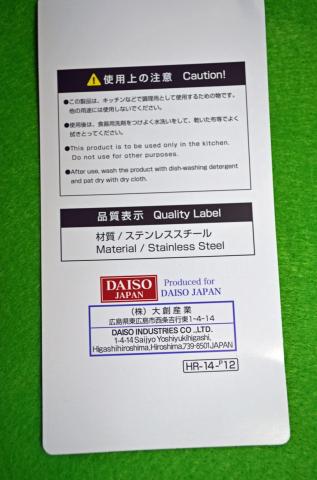 ⚠使用上の注意 Caution!
●この製品は、キッチンなどで調理用として使用するための物です。
他の用途には使用しないでください。
●使用後は、食器用洗剤をつけよく水洗いをして、乾いた布等でよく
拭きとってください。
●This product is to be used only in the kitchen.
Do not use for other purposes.
●After use, wash the product with dish-washing detergent
and pat dry with dry cloth.
品質表示 Quality Label
材質 / ステンレススチール
Material / Stainless Steel
DAISO
JAPAN
Produced for
DAISO JAPAN
(株) 大創産業
広島県東広島市西条吉行東1-4-14
DAISO INDUSTRIES CO .,LTD.
1-4-14 Saijyo Yoshiyukihigashi,
Higashihiroshima,Hiroshima,739-8501JAPAN
HR-14-P12